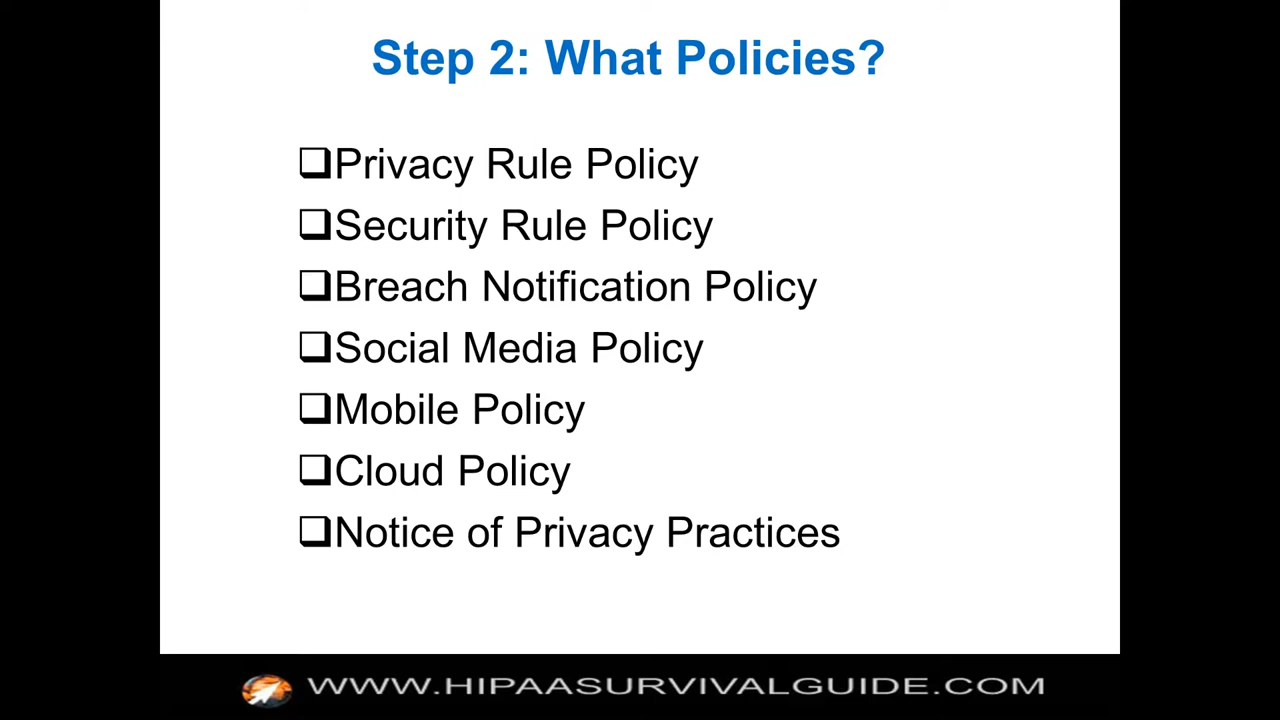 Step 2: What Policies?
❑Privacy Rule Policy
❑Security Rule Policy
❑Breach Notification Policy
❑Social Media Policy
❑Mobile Policy
❑Cloud Policy
❑Notice of Privacy Practices
WWW.HIPAASURVIVALGUIDE.COM